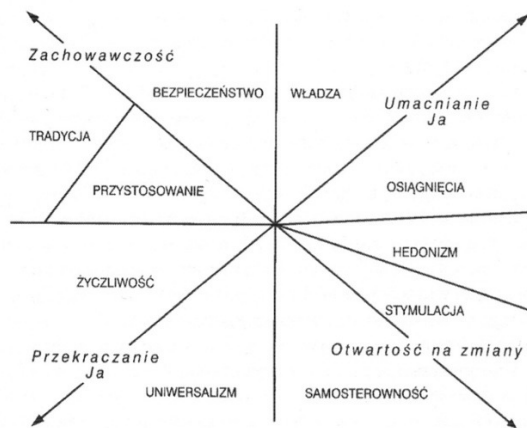 Zachowawczość
BEZPIECZEŃSTWO
WŁADZA
Umacnianie
Ja
TRADYCJA
PRZYSTOSOWANIE
OSIĄGNIĘCIA
HEDONIZM
ŻYCZLIWOŚĆ
STYMULACJA
Przekraczanie
Ja
Otwartość na zmiany
UNIWERSALIZM
SAMOSTEROWNOŚĆ